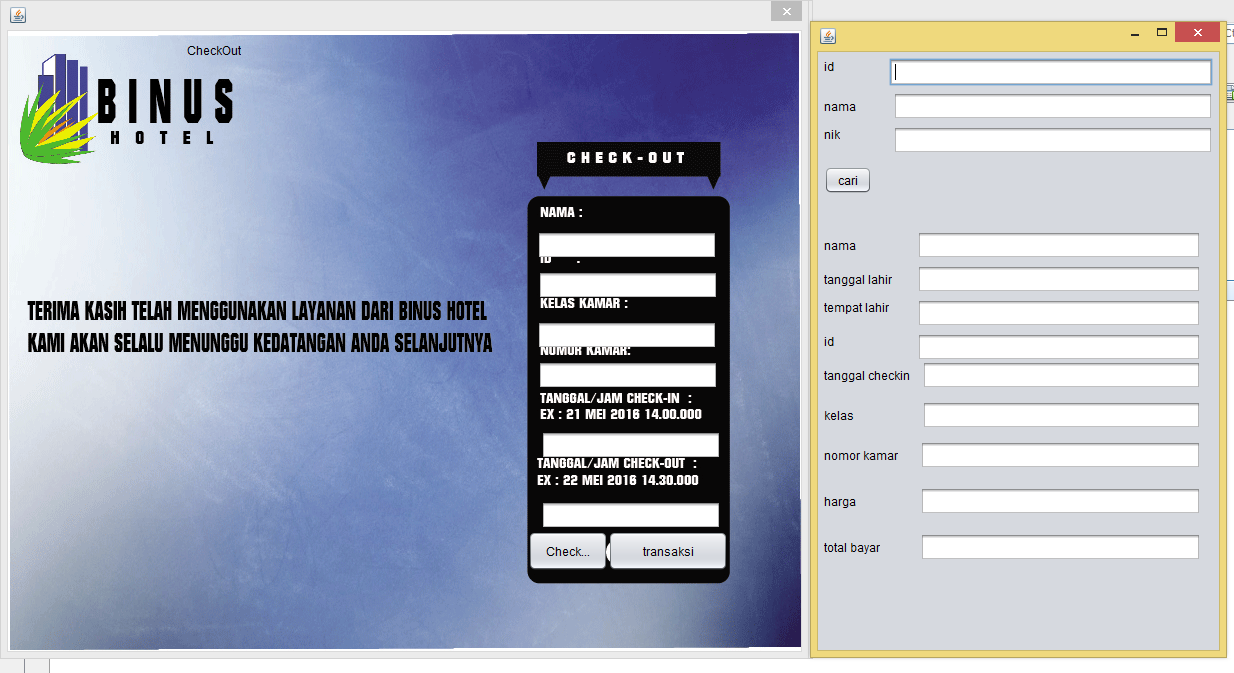 CheckOut
BINUS
HOTEL
TERIMA KASIH TELAH MENGGUNAKAN LAYANAN DARI BINUS HOTEL
KAMI AKAN SELALU MENUNGGU KEDATANGAN ANDA SELANJUTNYA
CHECK-OUT
NAMA :
ID :
KELAS KAMAR :
NOMOR KAMAR:
TANGGAL/JAM CHECK-IN :
EX : 21 MEI 2016 14.00.000
TANGGAL/JAM CHECK-OUT :
EX : 22 MEI 2016 14.30.000
Check...
transaksi
id
nama
nik
cari
nama
tanggal lahir
tempat lahir
id
tanggal checkin
kelas
nomor kamar
harga
total bayar